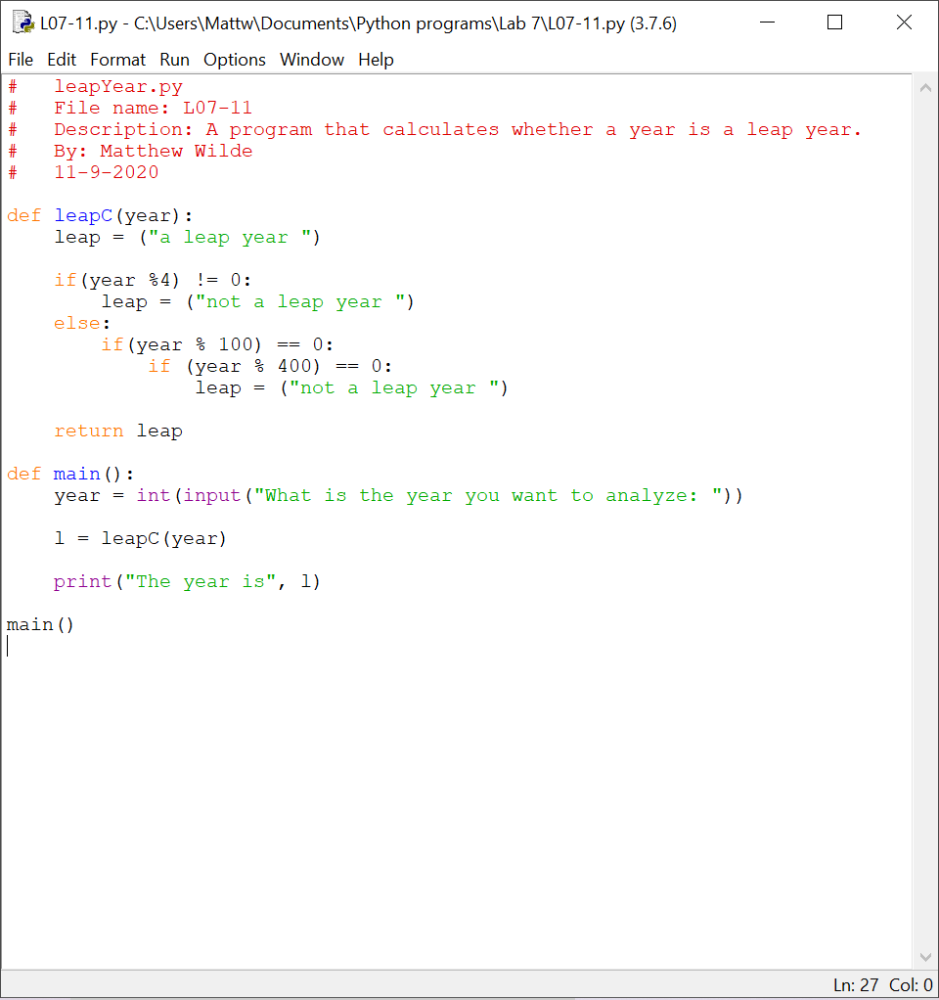 L07-11.py - C:\Users\Mattw\Documents\Python programs\Lab 7\L07-11.py (3.7.6)
File Edit Format Run Options Window Help
#   leapYear.py
#   File name: L07-11
#   Description: A program that calculates whether a year is a leap year.
#   By: Matthew Wilde
#   11-9-2020

def leapC(year):
    leap = ("a leap year ")

    if(year %4) != 0:
        leap = ("not a leap year ")
    else:
        if(year % 100) == 0:
            if (year % 400) == 0:
                leap = ("not a leap year ")

    return leap

def main():
    year = int(input("What is the year you want to analyze: "))

    l = leapC(year)

    print("The year is", l)

main()
Ln: 27 Col: 0